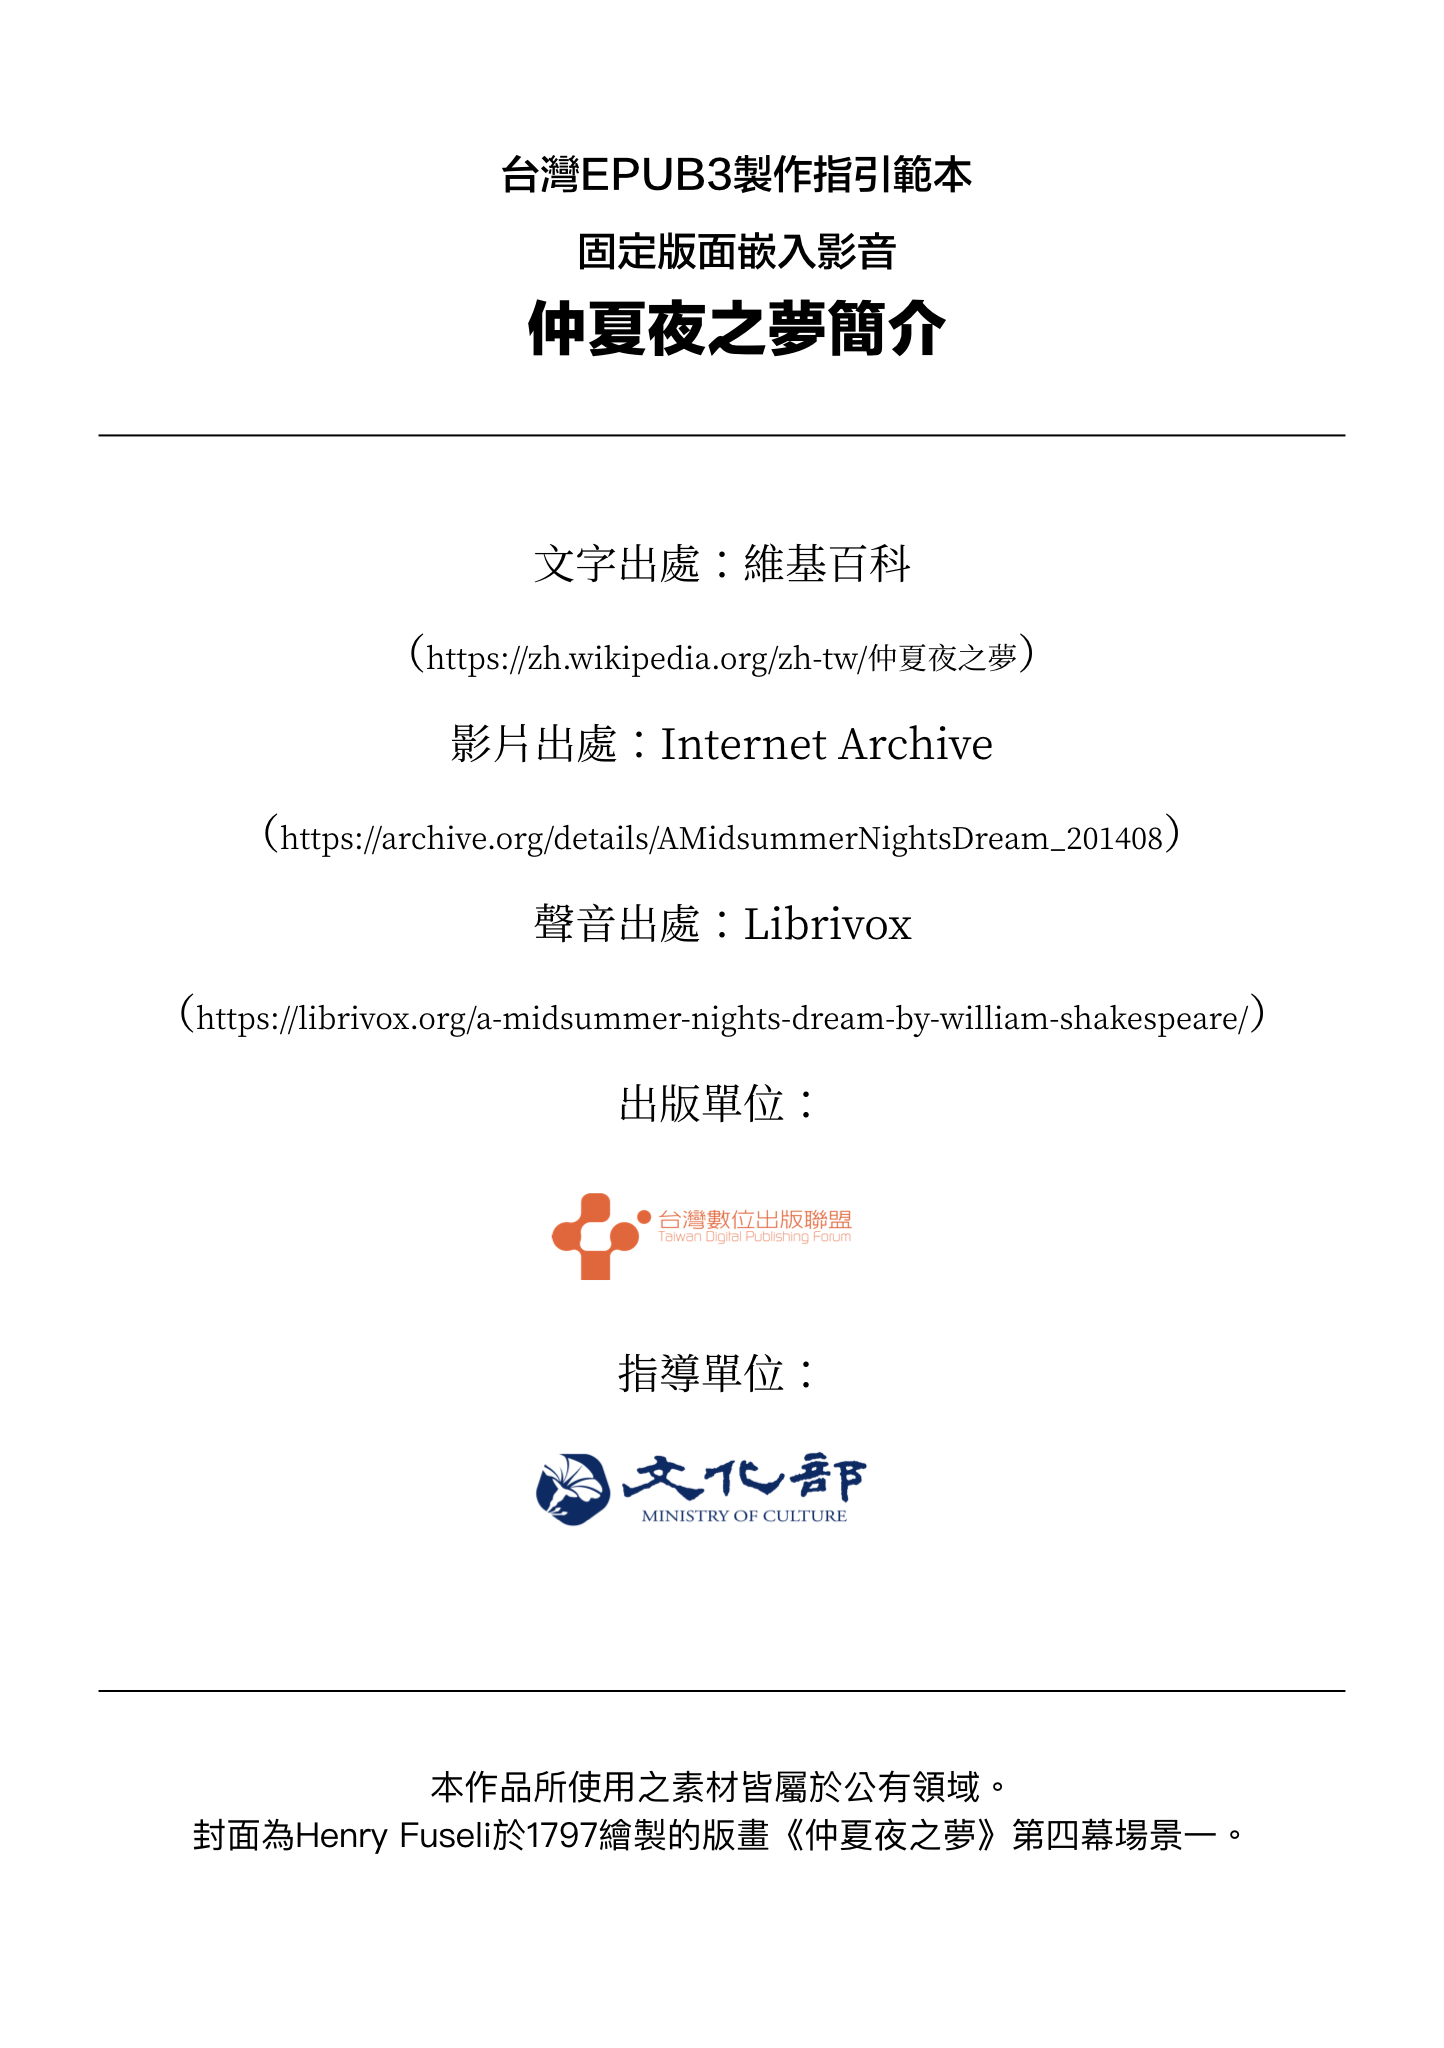 台灣EPUB3製作指引範本
固定版面嵌入影音
仲夏夜之夢簡介
文字出處：維基百科
（https://zh.wikipedia.org/zh-tw/仲夏夜之夢）
影片出處：Internet Archive
（https://archive.org/details/AMidsummerNightsDream_201408）
聲音出處：Librivox
（https://librivox.org/a-midsummer-nights-dream-by-william-shakespeare/）
出版單位：
台灣數位出版聯盟
Taiwan Digital Publishing Forum
指導單位：
文化部
MINISTRY OF CULTURE
本作品所使用之素材皆屬於公有領域。
封面為Henry Fuseli於1797繪製的版畫《仲夏夜之夢》第四幕場景一。